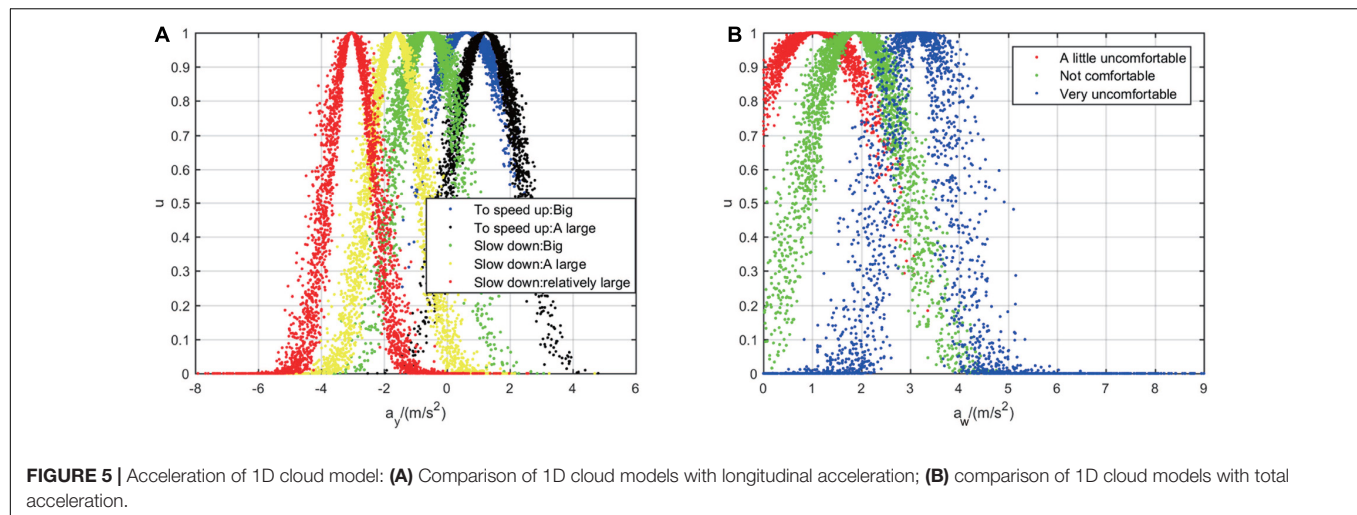 A
1
0.9
0.8
0.7
0.6
0.5
0.4
0.3
0.2
0.1
0
u
-8
-6
-4
-2
0
2
4
6
a_y/(m/s^2)
To speed up:Big
To speed up:A large
Slow down:Big
Slow down:A large
Slow down:relatively large
B
1
0.9
0.8
0.7
0.6
0.5
0.4
0.3
0.2
0.1
0
u
0
1
2
3
4
5
6
7
8
9
a_w/(m/s^2)
A little uncomfortable
Not comfortable
Very uncomfortable
FIGURE 5 | Acceleration of 1D cloud model: (A) Comparison of 1D cloud models with longitudinal acceleration; (B) comparison of 1D cloud models with total
acceleration.